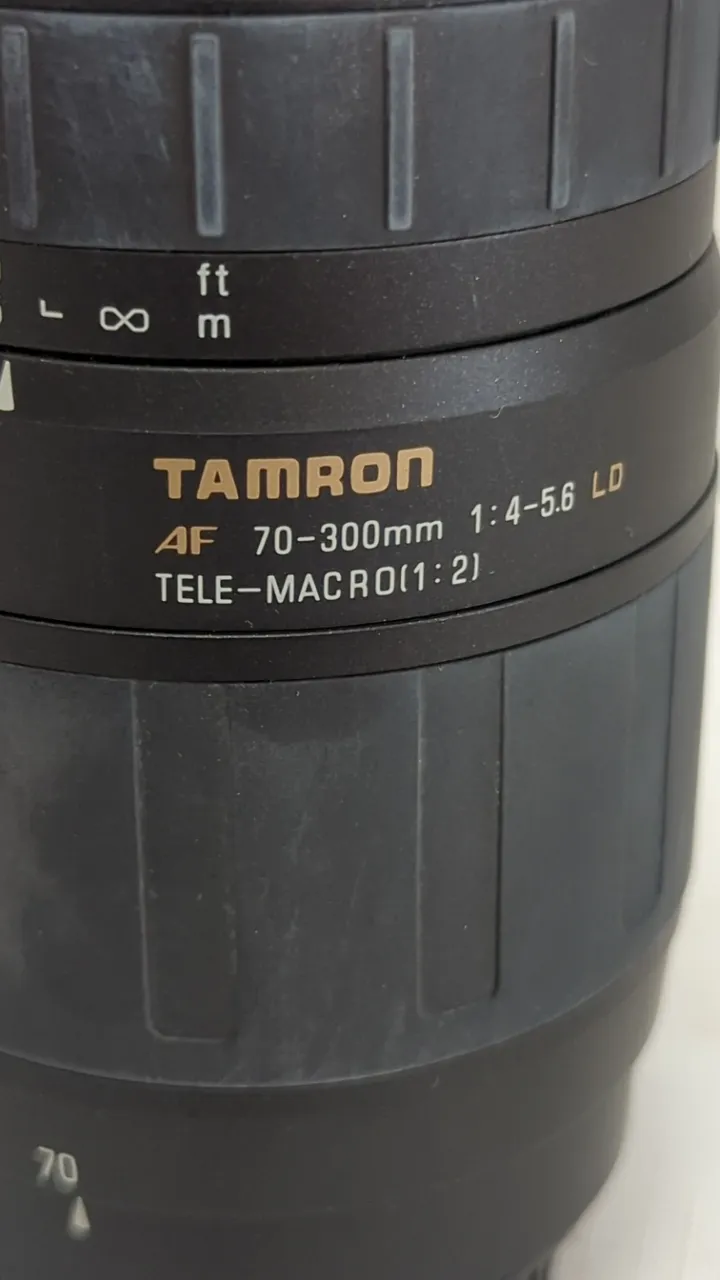 ft
∞ m
TAMRON
AF 70-300mm 1:4-5.6 LD
TELE-MACRO(1:2)
70